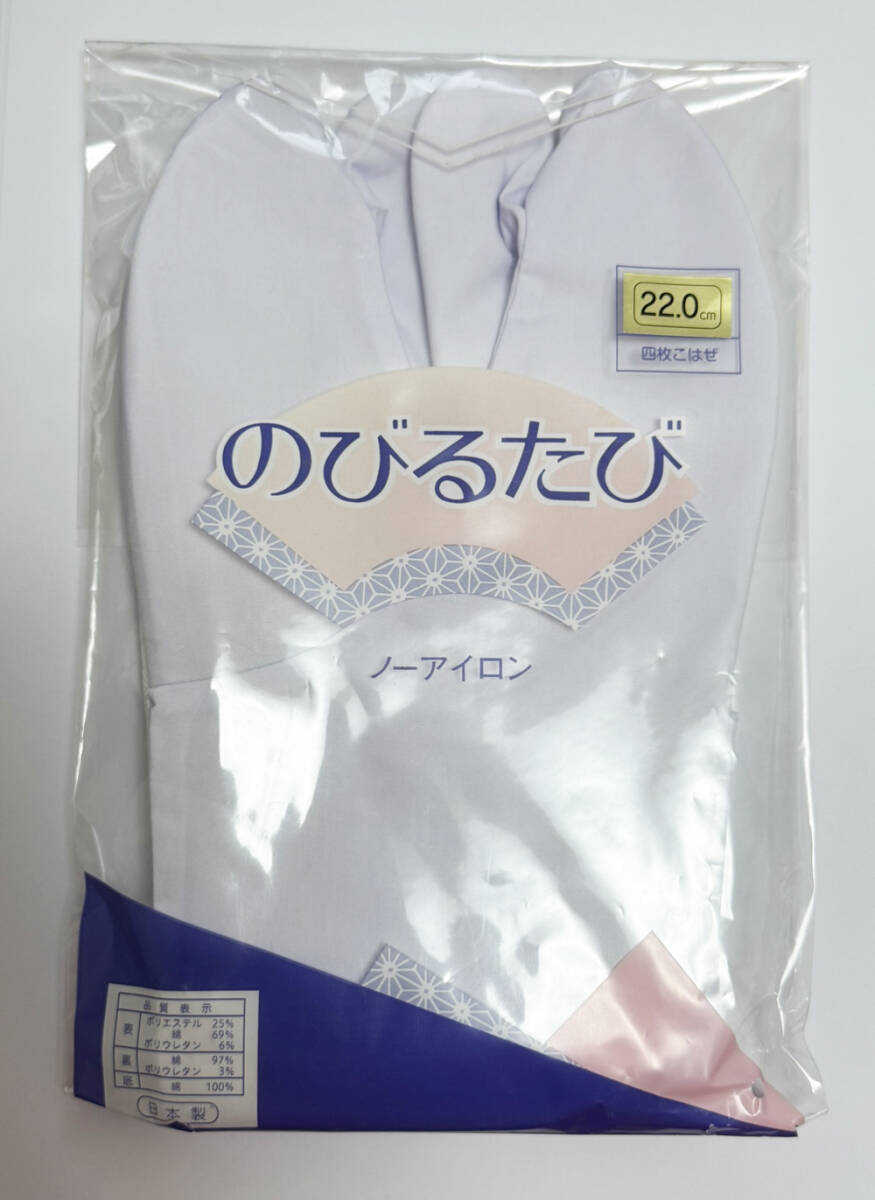 22.0cm
四枚こはぜ
のびるたび
ノーアイロン
品質表示
表 ポリエステル 25%
綿 69%
ポリウレタン 6%
裏 綿 97%
ポリウレタン 3%
底 綿 100%
日本製